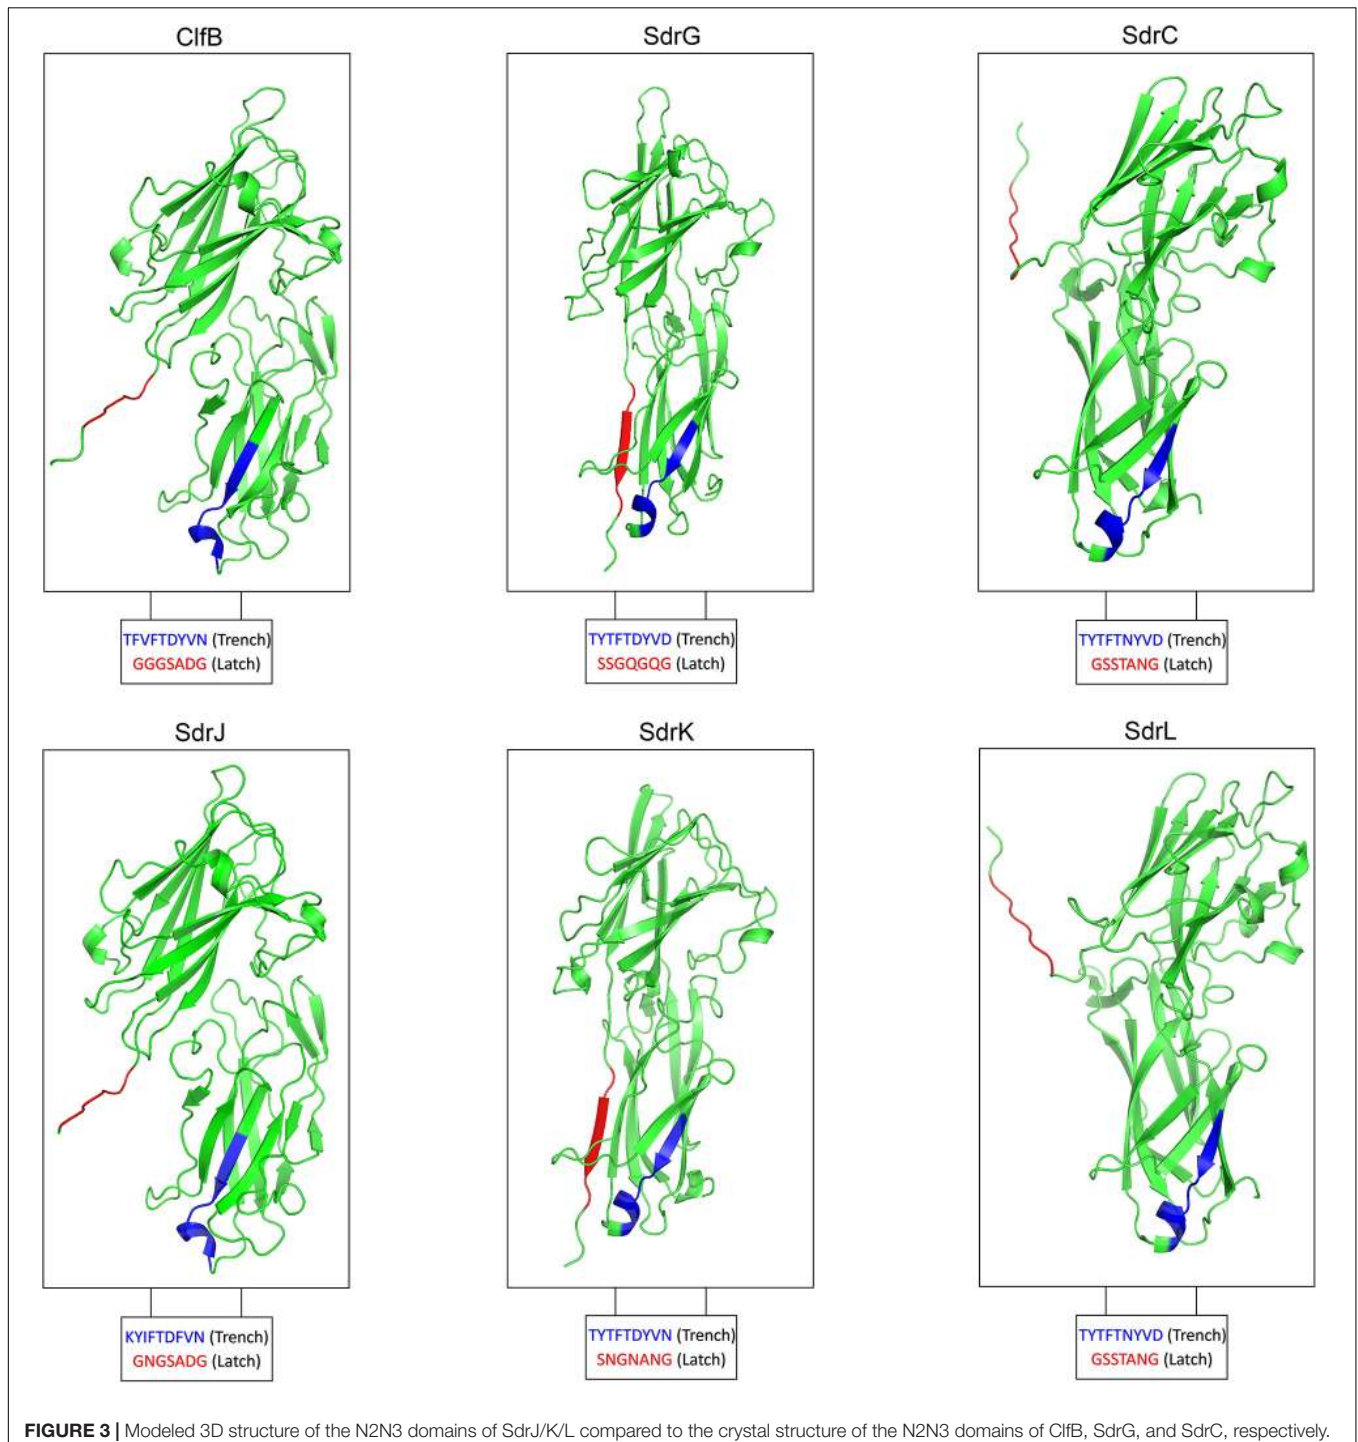 ClfB
SdrG
SdrC
TFVFTDYVN (Trench)
GGGSADG (Latch)
TYTFTDYVD (Trench)
SSGQGQG (Latch)
TYTFTNYVD (Trench)
GSSTANG (Latch)
SdrJ
SdrK
SdrL
KYIFTDFVN (Trench)
GNGSADG (Latch)
TYTFTDYVN (Trench)
SNGNANG (Latch)
TYTFTNYVD (Trench)
GSSTANG (Latch)
FIGURE 3 | Modeled 3D structure of the N2N3 domains of SdrJ/K/L compared to the crystal structure of the N2N3 domains of ClfB, SdrG, and SdrC, respectively.